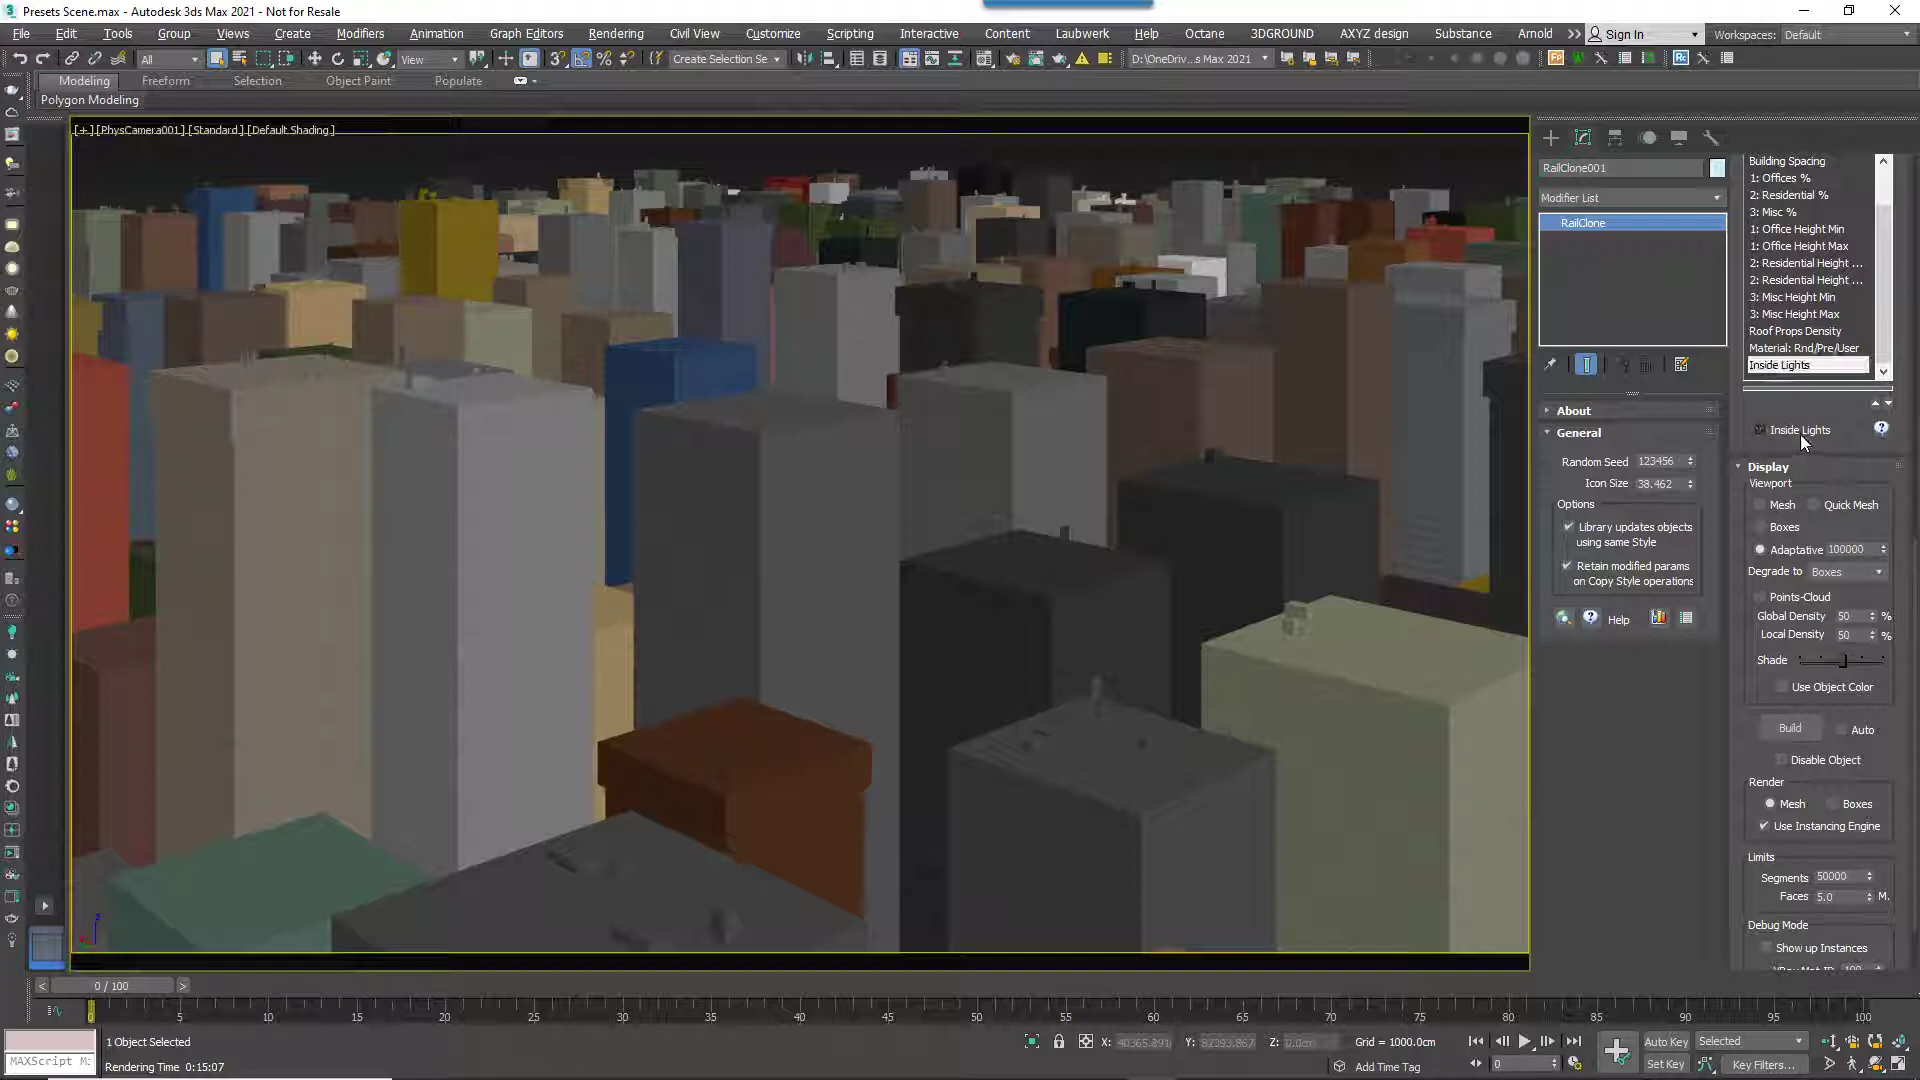 Presets Scene.max - Autodesk 3ds Max 2021 - Not for Resale
File Edit Tools Group Views Create Modifiers Animation Graph Editors Rendering Civil View Customize Scripting Interactive Content Laubwerk Help Octane 3DGROUND AXYZ design Substance Arnold Sign In Workspaces: Default
All View Create Selection Se D:\OneDriv...s Max 2021
Modeling Freeform Selection Object Paint Populate
Polygon Modeling
[+] [PhysCamera001] [Standard] [Default Shading]
RailClone001
Modifier List
RailClone
About
General
Random Seed 123456
Icon Size 38.462
Options
Library updates objects
using same Style
Retain modified params
on Copy Style operations
Help
Building Spacing
1: Offices %
2: Residential %
3: Misc %
1: Office Height Min
1: Office Height Max
2: Residential Height ...
2: Residential Height ...
3: Misc Height Min
3: Misc Height Max
Roof Props Density
Material: Rnd/Pre/User
Inside Lights
Inside Lights
Display
Viewport
Mesh Quick Mesh
Boxes
Adaptative 100000
Degrade to Boxes
Points-Cloud
Global Density 50 %
Local Density 50 %
Shade
Use Object Color
Build Auto
Disable Object
Render
Mesh Boxes
Use Instancing Engine
Limits
Segments 50000
Faces 5.0 M.
Debug Mode
Show up Instances
0 / 100
0 5 10 15 20 25 30 35 40 45 50 55 60 65 70 75 80 85 90 95 100
1 Object Selected X: Y: Z: 0.0cm Grid = 1000.0cm Auto Key Selected
MAXScript M:
Rendering Time 0:15:07 Add Time Tag 0 Set Key Key Filters...